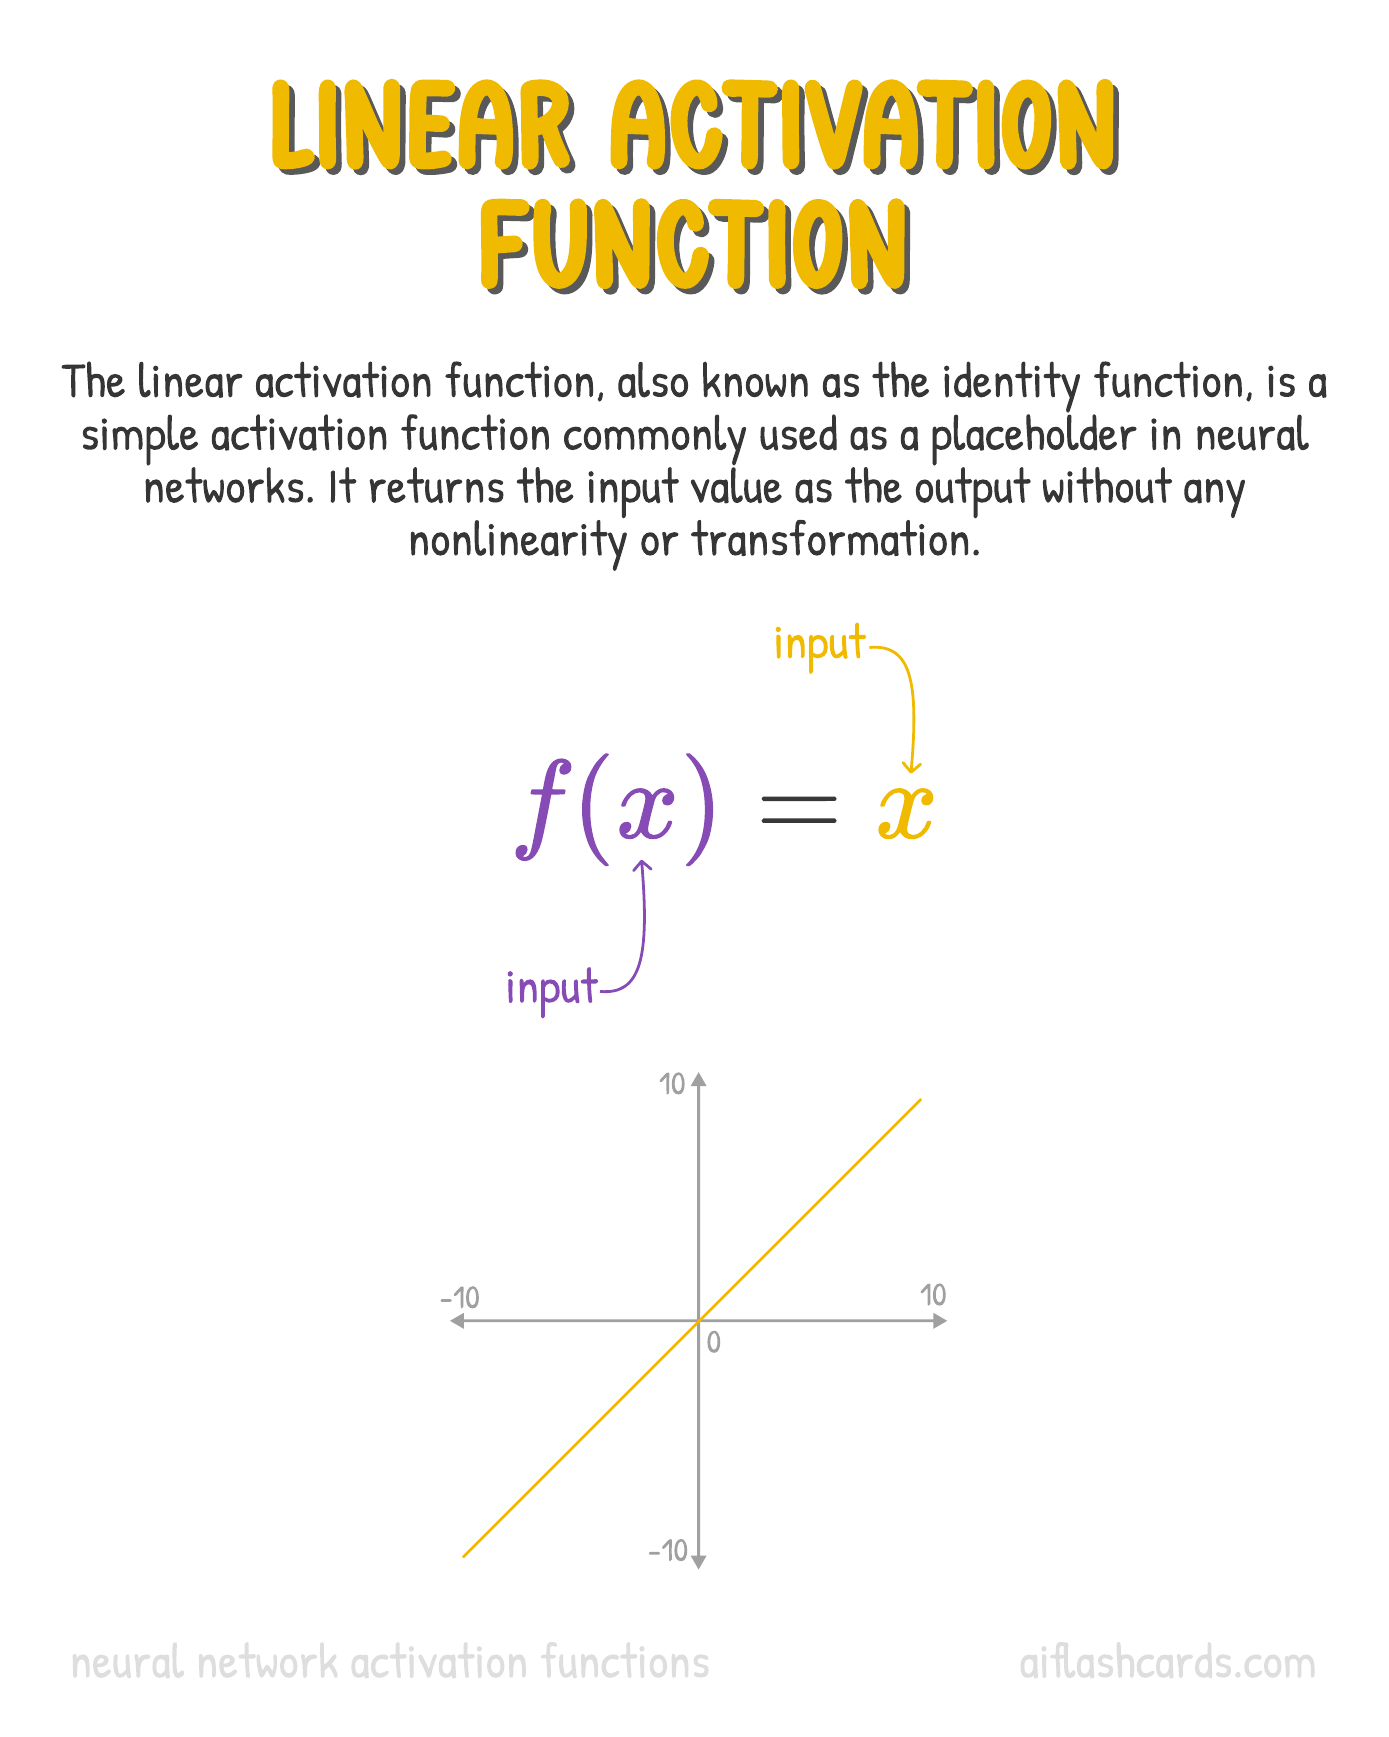 LINEAR ACTIVATION
FUNCTION
The linear activation function, also known as the identity function, is a
simple activation function commonly used as a placeholder in neural
networks. It returns the input value as the output without any
nonlinearity or transformation.
input
f(x) = x
input
10
-10
10
0
-10
neural network activation functions
aiflashcards.com